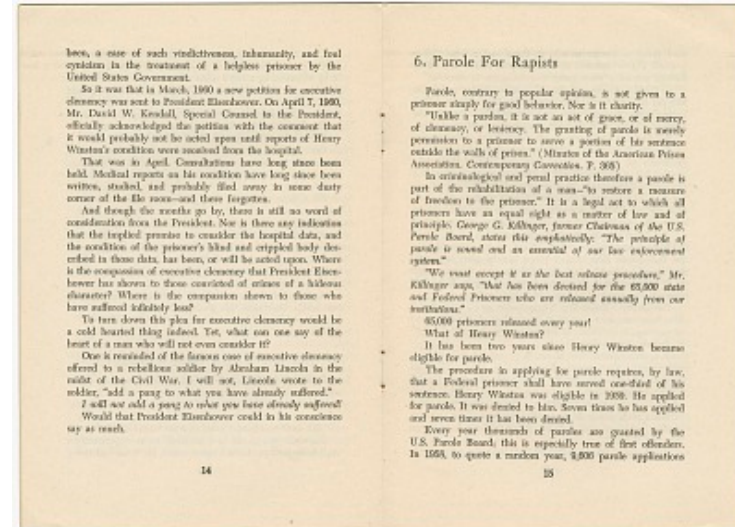 been, a case of such vindictiveness, inhumanity, and foul
cynicism in the treatment of a helpless prisoner by the
United States Government.
So it was that in March, 1960 a new petition for executive
clemency was sent to President Eisenhower. On April 7, 1960,
Mr. David W. Kendall, Special Counsel to the President,
officially acknowledged the petition with the comment that
it would probably not be acted upon until reports of Henry
Winston's condition were received from the hospital.
That was in April. Consultations have long since been
held. Medical reports on his condition have long since been
written, studied, and probably filed away in some dusty
corner of the file room—and there forgotten.
And though the months go by, there is still no word of
consideration from the President. Nor is there any indication
that the implied promise to consider the hospital data, and
the condition of the prisoner's blind and crippled body des-
cribed in those data, has been, or will be acted upon. Where
is the compassion of executive clemency that President Eisen-
hower has shown to those convicted of crimes of a hideous
character? Where is the compassion shown to those who
have suffered infinitely less?
To turn down this plea for executive clemency would be
a cold hearted thing indeed. Yet, what can one say of the
heart of a man who will not even consider it?
One is reminded of the famous case of executive clemency
offered to a rebellious soldier by Abraham Lincoln in the
midst of the Civil War. I will not, Lincoln wrote to the
soldier, "add a pang to what you have already suffered."
I will not add a pang to what you have already suffered!
Would that President Eisenhower could in his conscience
say as much.
14
6. Parole For Rapists
Parole, contrary to popular opinion, is not given to a
prisoner simply for good behavior. Nor is it charity.
"Unlike a pardon, it is not an act of grace, or of mercy,
of clemency, or leniency. The granting of parole is merely
permission to a prisoner to serve a portion of his sentence
outside the walls of prison." (Minutes of the American Prison
Association. Contemporary Correction. P. 385)
In criminological and penal practice therefore a parole is
part of the rehabilitation of a man—"to restore a measure
of freedom to the prisoner." It is a legal act to which all
prisoners have an equal right as a matter of law and of
principle. George G. Killinger, former Chairman of the U.S.
Parole Board, states this emphatically: "The principle of
parole is sound and an essential of our law enforcement
system."
"We must accept it as the best release procedure," Mr.
Killinger says, "that has been devised for the 65,000 state
and Federal Prisoners who are released annually from our
institutions."
65,000 prisoners released every year!
What of Henry Winston?
It has been two years since Henry Winston became
eligible for parole.
The procedure in applying for parole requires, by law,
that a Federal prisoner shall have served one-third of his
sentence. Henry Winston was eligible in 1958. He applied
for parole. It was denied to him. Seven times he has applied
and seven times it has been denied.
Every year thousands of paroles are granted by the
U.S. Parole Board; this is especially true of first offenders.
In 1958, to quote a random year, 9,606 parole applications
15